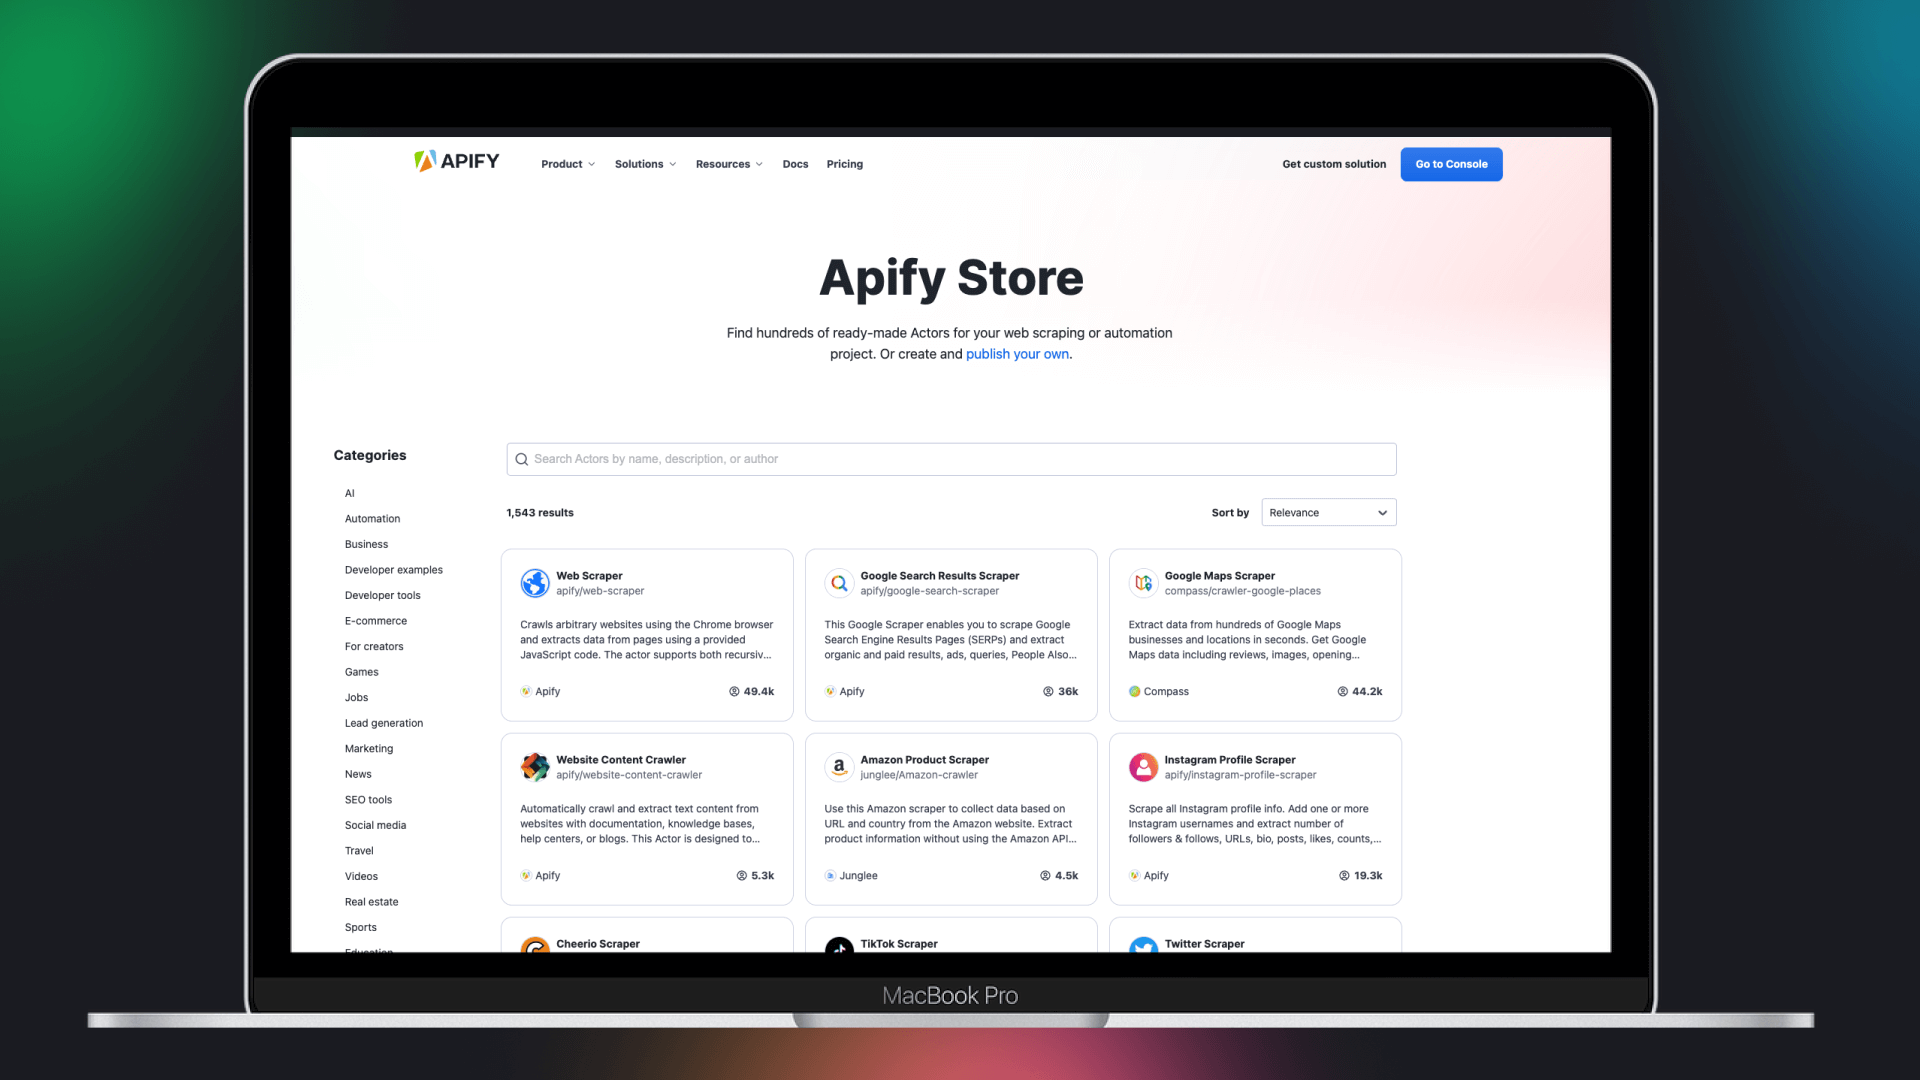 APIFY
Product
Solutions
Resources
Docs
Pricing
Get custom solution
Go to Console
Apify Store
Find hundreds of ready-made Actors for your web scraping or automation
project. Or create and publish your own.
Categories
AI
Automation
Business
Developer examples
Developer tools
E-commerce
For creators
Games
Jobs
Lead generation
Marketing
News
SEO tools
Social media
Travel
Videos
Real estate
Sports
Education
Search Actors by name, description, or author
1,543 results
Sort by
Relevance
Web Scraper
apify/web-scraper
Crawls arbitrary websites using the Chrome browser
and extracts data from pages using a provided
JavaScript code. The actor supports both recursiv...
Apify
49.4k
Google Search Results Scraper
apify/google-search-scraper
This Google Scraper enables you to scrape Google
Search Engine Results Pages (SERPs) and extract
organic and paid results, ads, queries, People Also...
Apify
36k
Google Maps Scraper
compass/crawler-google-places
Extract data from hundreds of Google Maps
businesses and locations in seconds. Get Google
Maps data including reviews, images, opening...
Compass
44.2k
Website Content Crawler
apify/website-content-crawler
Automatically crawl and extract text content from
websites with documentation, knowledge bases,
help centers, or blogs. This Actor is designed to...
Apify
5.3k
a
Amazon Product Scraper
junglee/Amazon-crawler
Use this Amazon scraper to collect data based on
URL and country from the Amazon website. Extract
product information without using the Amazon API...
Junglee
4.5k
Instagram Profile Scraper
apify/instagram-profile-scraper
Scrape all Instagram profile info. Add one or more
Instagram usernames and extract number of
followers & follows, URLs, bio, posts, likes, counts,...
Apify
19.3k
Cheerio Scraper
TikTok Scraper
Twitter Scraper
MacBook Pro